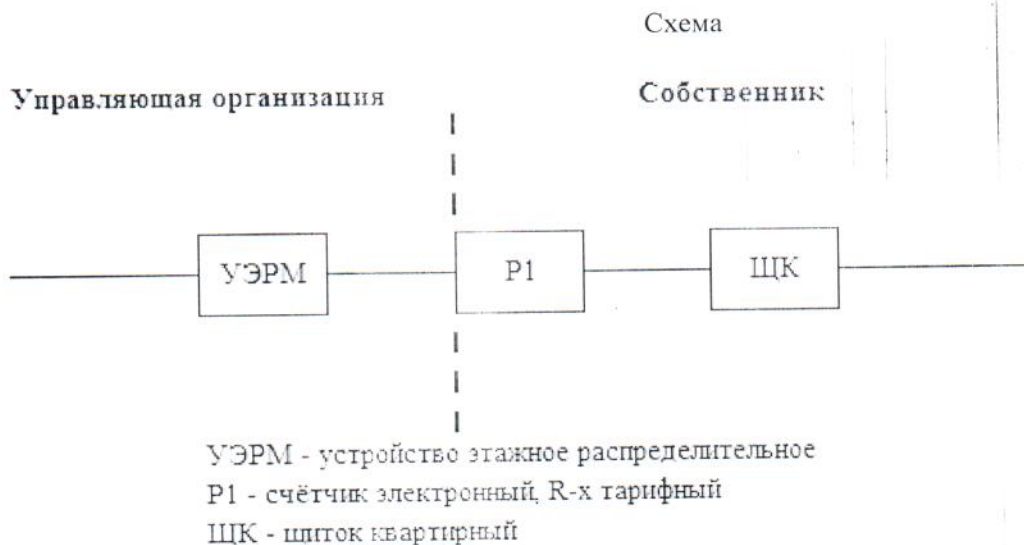 Схема
Управляющая организация
Собственник
УЭРМ
Р1
ЩК
УЭРМ - устройство этажное распределительное
Р1 - счётчик электронный, R-х тарифный
ЩК - щиток квартирный